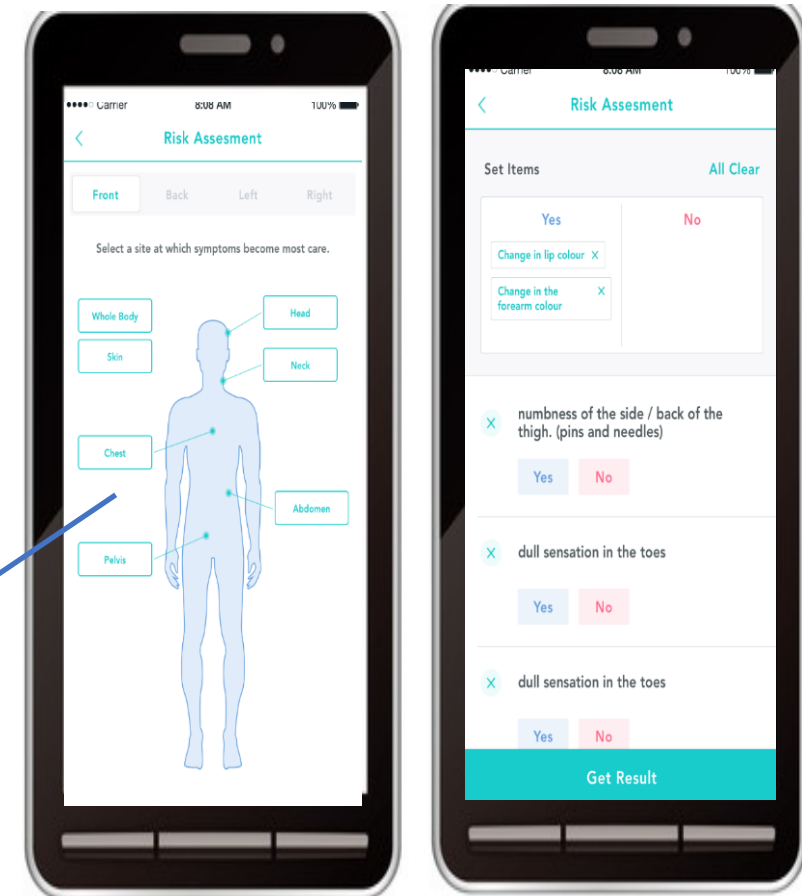 Carrier 8:08 AM 100%
Risk Assesment
Front Back Left Right
Select a site at which symptoms become most care.
Whole Body
Head
Skin
Neck
Chest
Abdomen
Pelvis
Carrier 8:08 AM 100%
Risk Assesment
Set Items All Clear
Yes No
Change in lip colour X
Change in the X
forearm colour
X numbness of the side / back of the
thigh. (pins and needles)
Yes No
X dull sensation in the toes
Yes No
X dull sensation in the toes
Yes No
Get Result